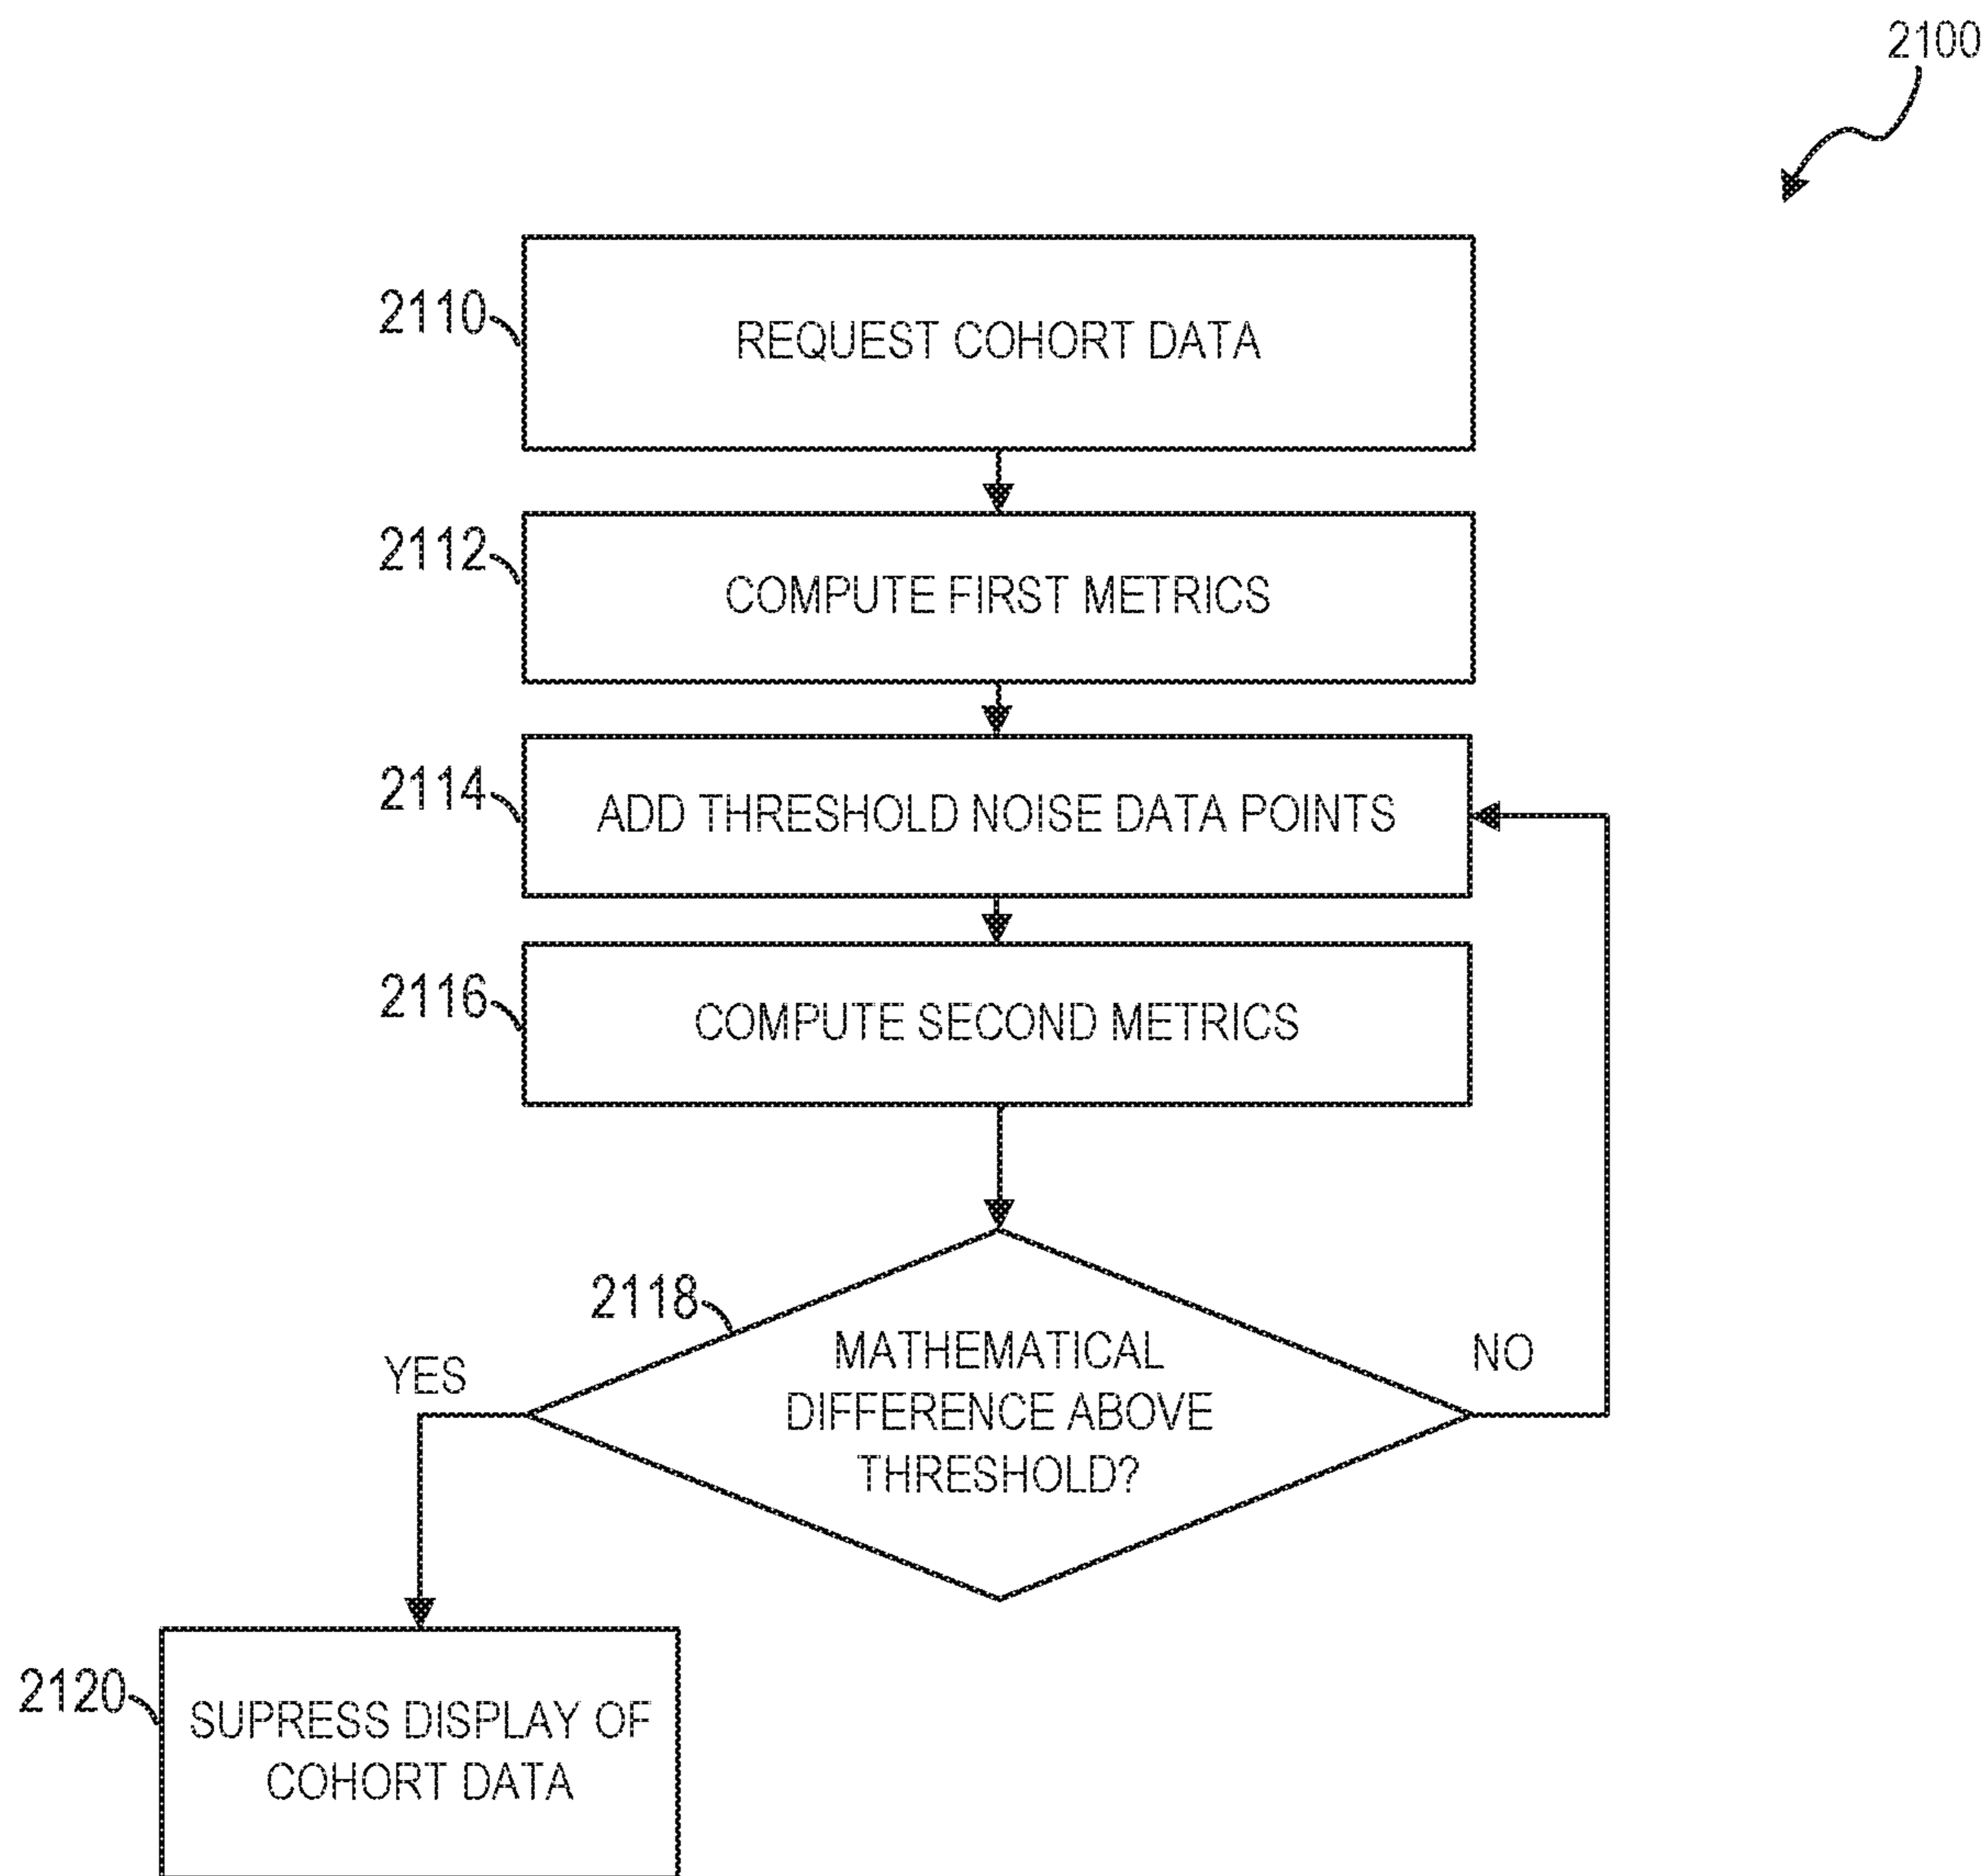 2100
2110
REQUEST COHORT DATA
2112
COMPUTE FIRST METRICS
2114
ADD THRESHOLD NOISE DATA POINTS
2116
COMPUTE SECOND METRICS
2118
MATHEMATICAL
DIFFERENCE ABOVE
THRESHOLD?
YES
NO
2120
SUPRESS DISPLAY OF
COHORT DATA